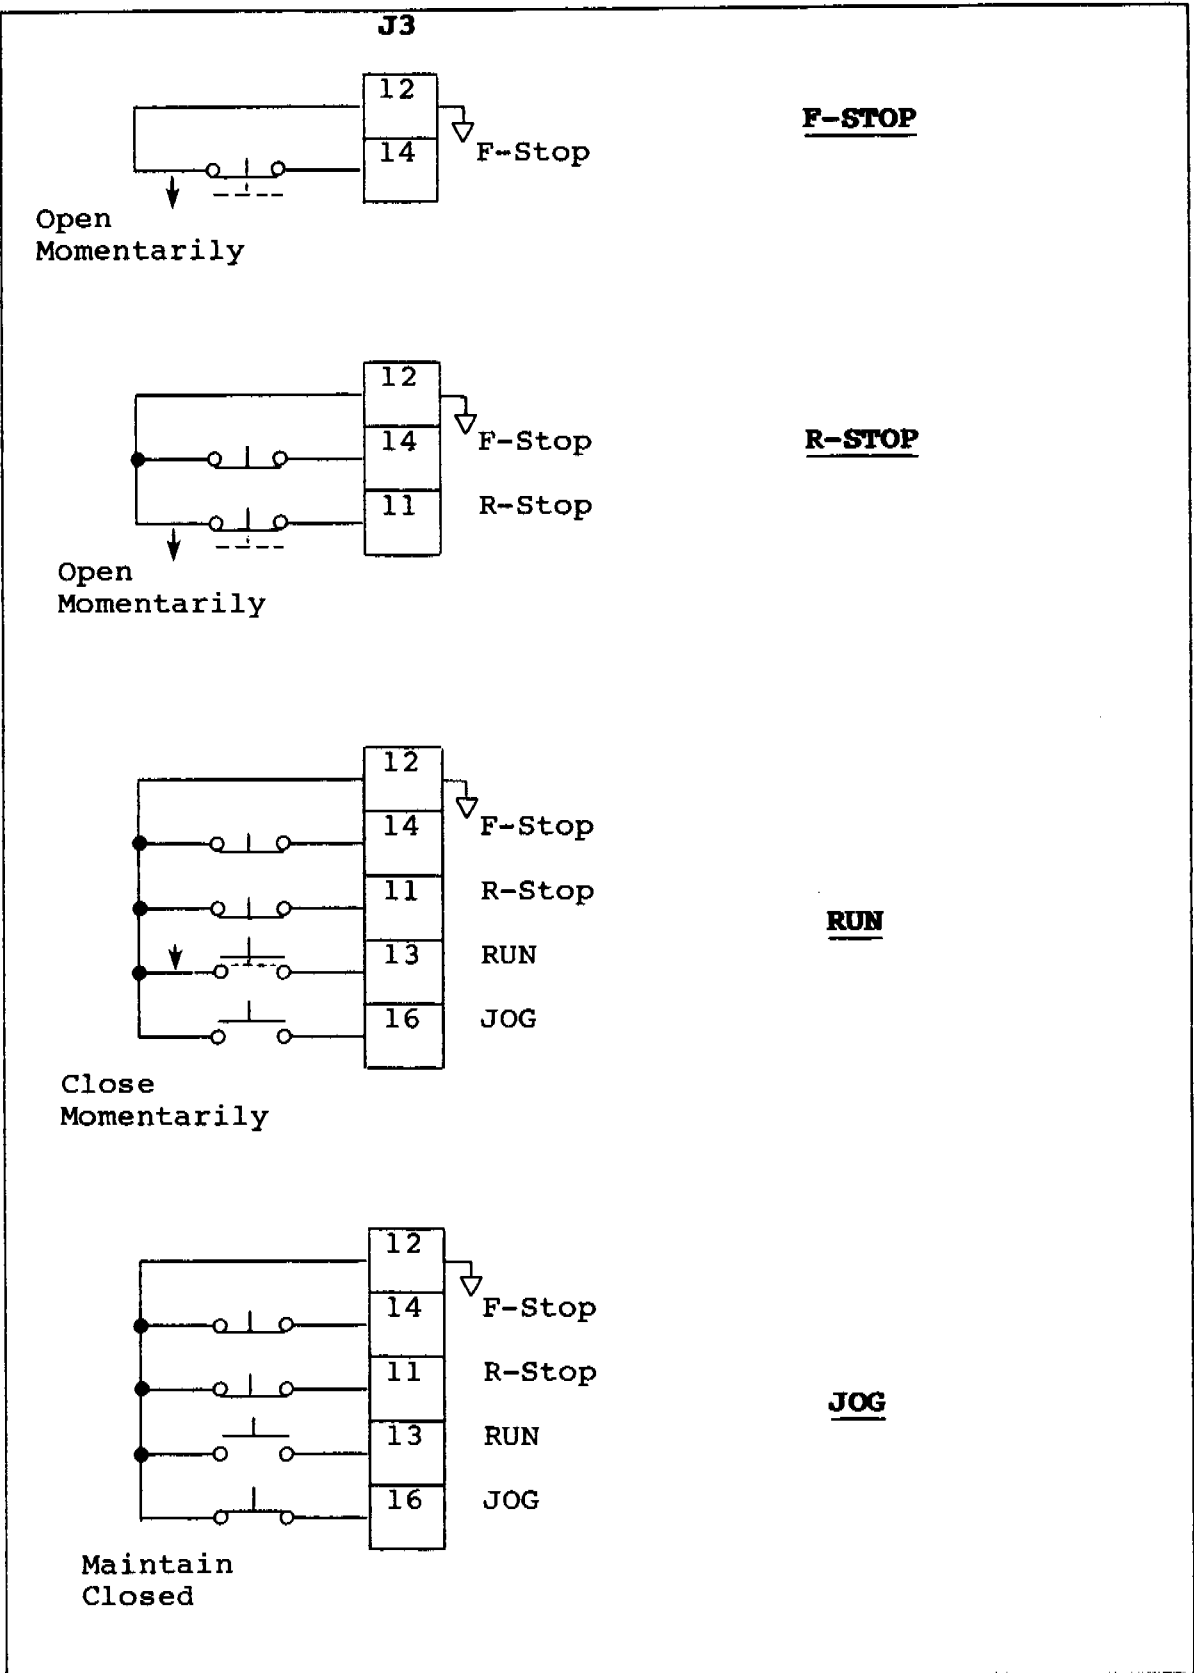 J3
12
F-STOP
14 F-Stop
Open
Momentarily
12
14 F-Stop
R-STOP
11 R-Stop
Open
Momentarily
12
14 F-Stop
11 R-Stop
RUN
13 RUN
16 JOG
Close
Momentarily
12
14 F-Stop
11 R-Stop
JOG
13 RUN
16 JOG
Maintain
Closed